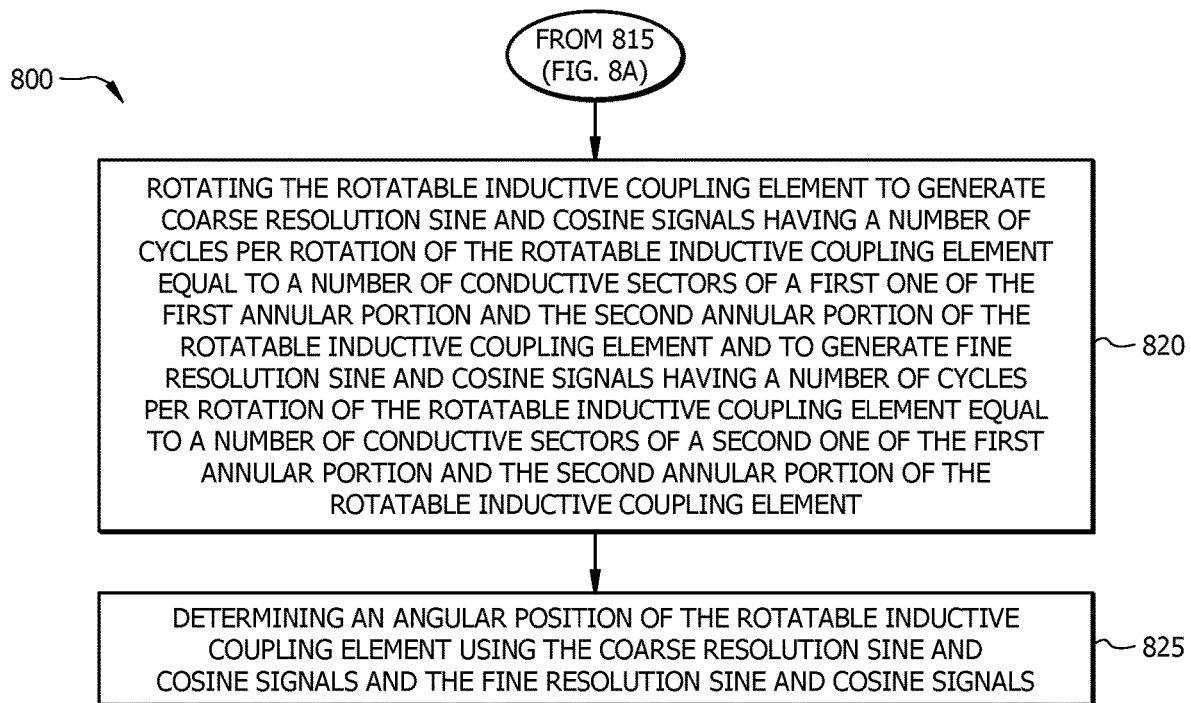 FROM 815
(FIG. 8A)
800
ROTATING THE ROTATABLE INDUCTIVE COUPLING ELEMENT TO GENERATE
COARSE RESOLUTION SINE AND COSINE SIGNALS HAVING A NUMBER OF
CYCLES PER ROTATION OF THE ROTATABLE INDUCTIVE COUPLING ELEMENT
EQUAL TO A NUMBER OF CONDUCTIVE SECTORS OF A FIRST ONE OF THE
FIRST ANNULAR PORTION AND THE SECOND ANNULAR PORTION OF THE
ROTATABLE INDUCTIVE COUPLING ELEMENT AND TO GENERATE FINE
RESOLUTION SINE AND COSINE SIGNALS HAVING A NUMBER OF CYCLES
PER ROTATION OF THE ROTATABLE INDUCTIVE COUPLING ELEMENT EQUAL
TO A NUMBER OF CONDUCTIVE SECTORS OF A SECOND ONE OF THE FIRST
ANNULAR PORTION AND THE SECOND ANNULAR PORTION OF THE
ROTATABLE INDUCTIVE COUPLING ELEMENT
820
DETERMINING AN ANGULAR POSITION OF THE ROTATABLE INDUCTIVE
COUPLING ELEMENT USING THE COARSE RESOLUTION SINE AND
COSINE SIGNALS AND THE FINE RESOLUTION SINE AND COSINE SIGNALS
825